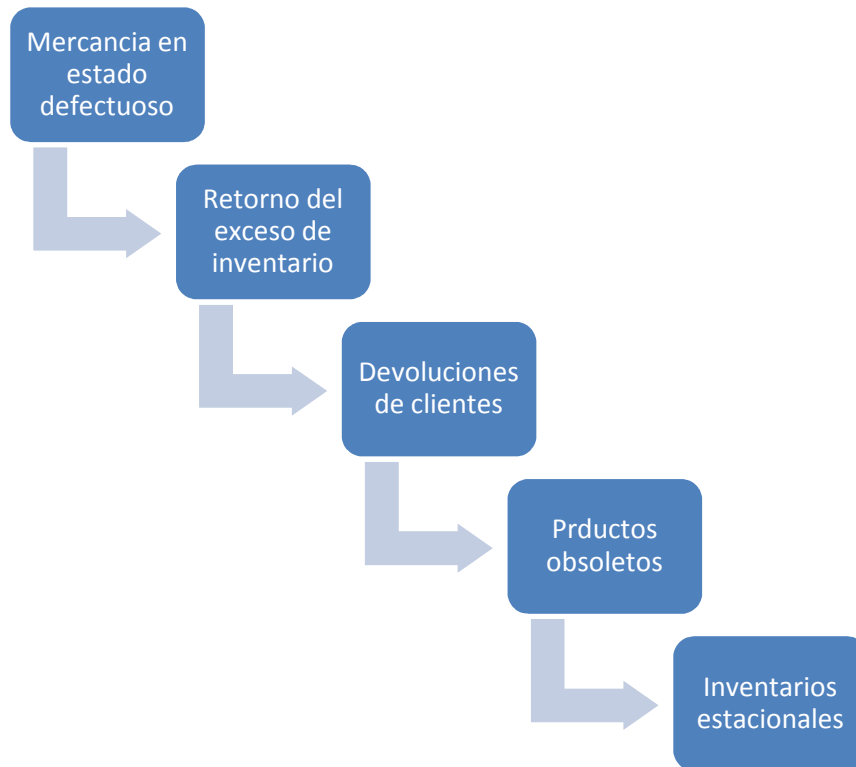 Mercancia en
estado
defectuoso
Retorno del
exceso de
inventario
Devoluciones
de clientes
Prductos
obsoletos
Inventarios
estacionales